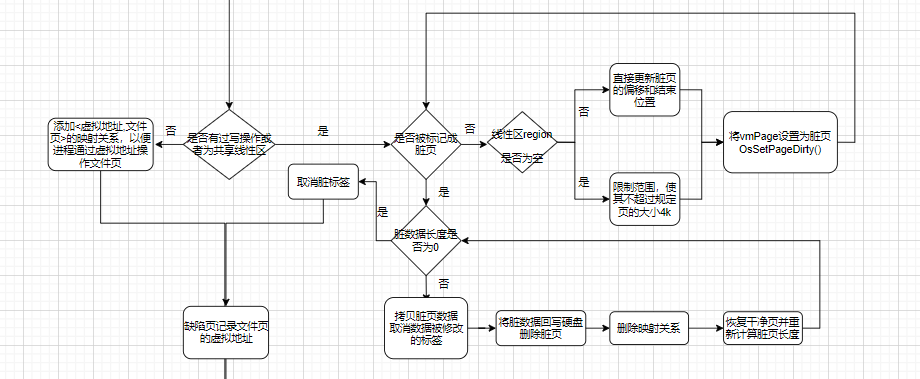 直接更新脏页
的偏移和结束
位置
添加<虚拟地址,文件
页>的映射关系，以便
进程通过虚拟地址操
作文件页
否
是否有过写操作或
者为共享线性区
是
是否被标记成
脏页
否
线性区region
是否为空
否
是
将vmPage设置为脏页
OsSetPageDirty()
限制范围，使
其不超过规定
页的大小4k
取消脏标签
是
是
脏数据长度是
否为0
否
缺陷页记录文件页
的虚拟地址
拷贝脏页数据
取消数据被修改
的标签
将脏数据回写硬盘
删除脏页
删除映射关系
恢复干净页并重
新计算脏页长度